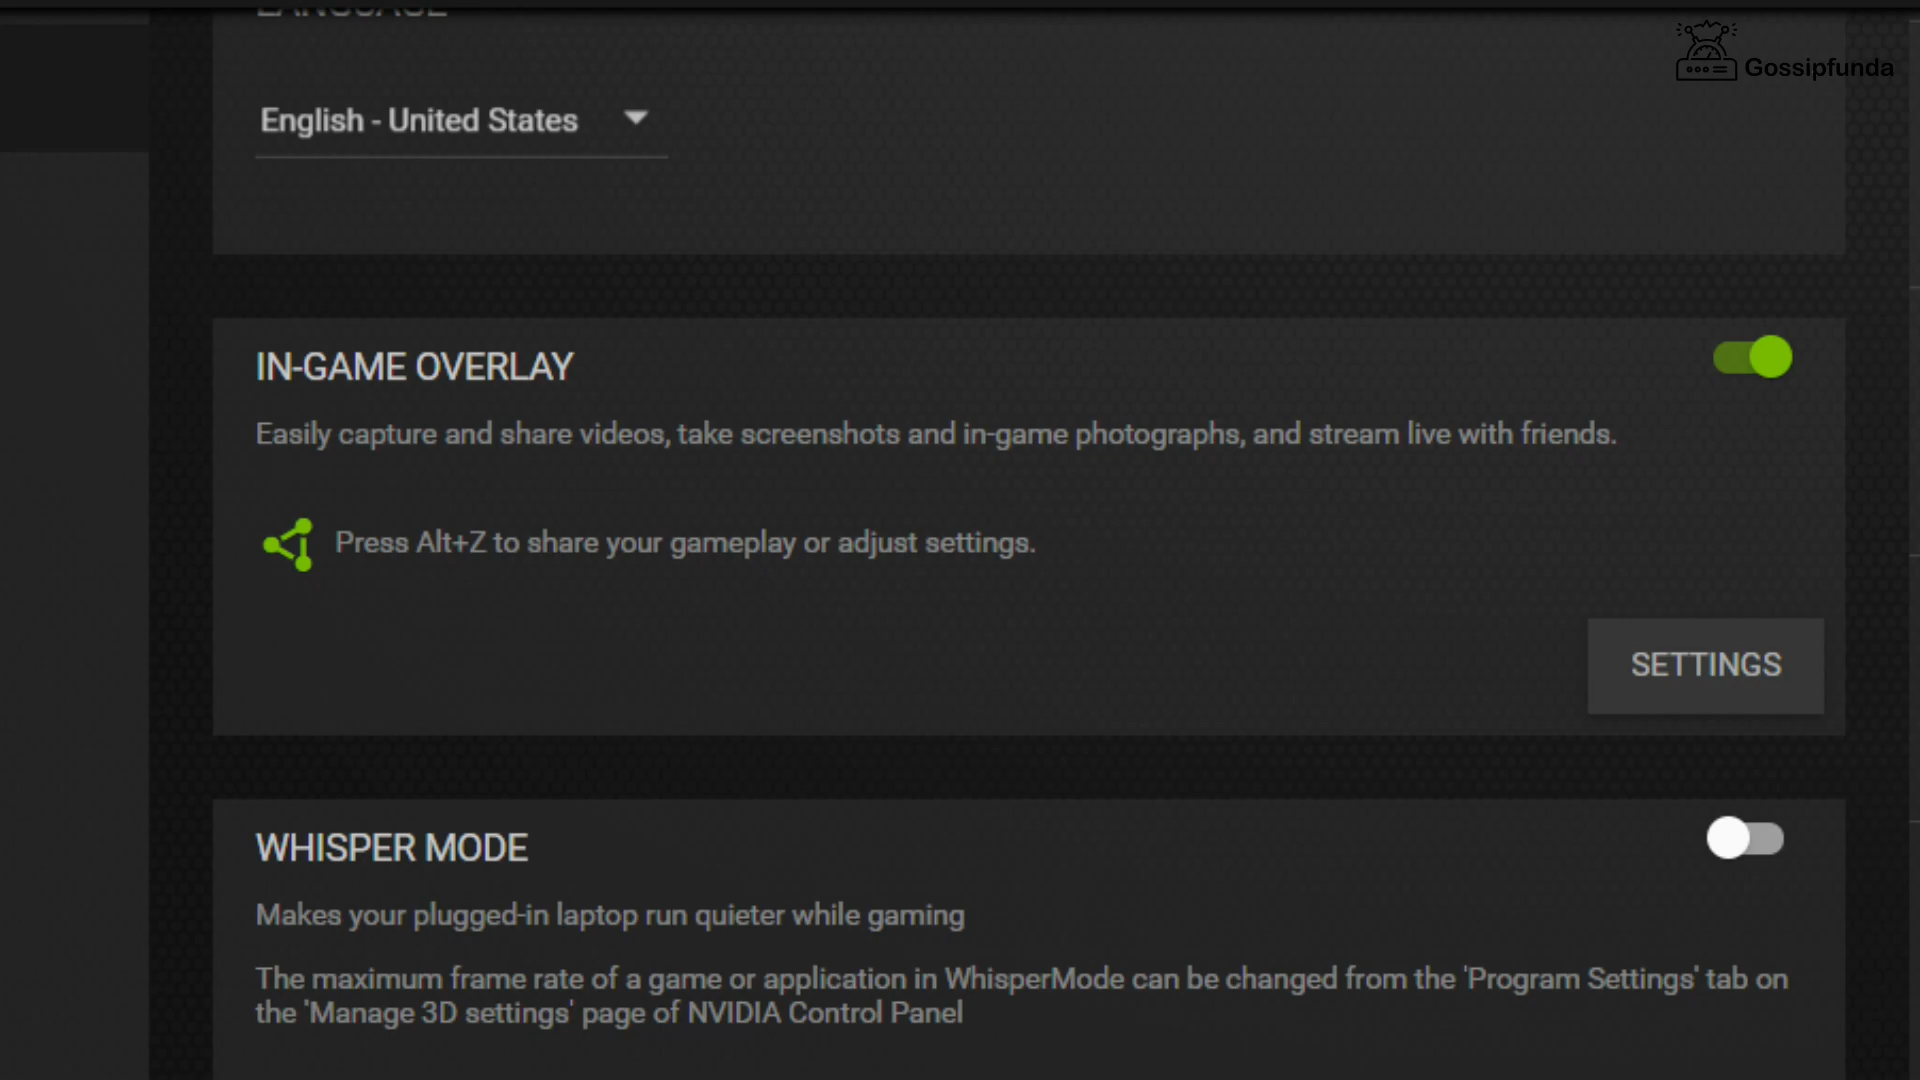 LANGUAGE
Gossipfunda
English - United States
IN-GAME OVERLAY
Easily capture and share videos, take screenshots and in-game photographs, and stream live with friends.
Press Alt+Z to share your gameplay or adjust settings.
SETTINGS
WHISPER MODE
Makes your plugged-in laptop run quieter while gaming
The maximum frame rate of a game or application in WhisperMode can be changed from the 'Program Settings' tab on
the 'Manage 3D settings' page of NVIDIA Control Panel